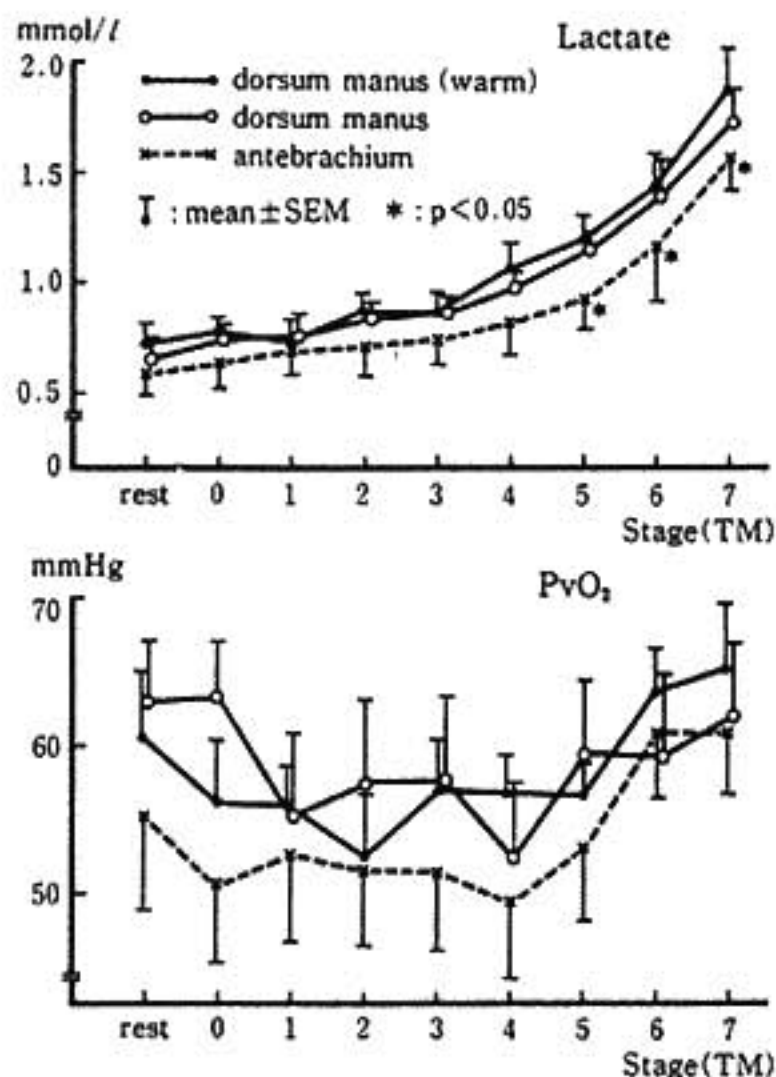 mmol/l
Lactate
2.0
dorsum manus (warm)
dorsum manus
antebrachium
1.5
: mean±SEM * : p<0.05
1.0
*
*
*
0.5
0
rest 0 1 2 3 4 5 6 7
Stage(TM)
mmHg
PvO₂
70
60
50
rest 0 1 2 3 4 5 6 7
Stage(TM)